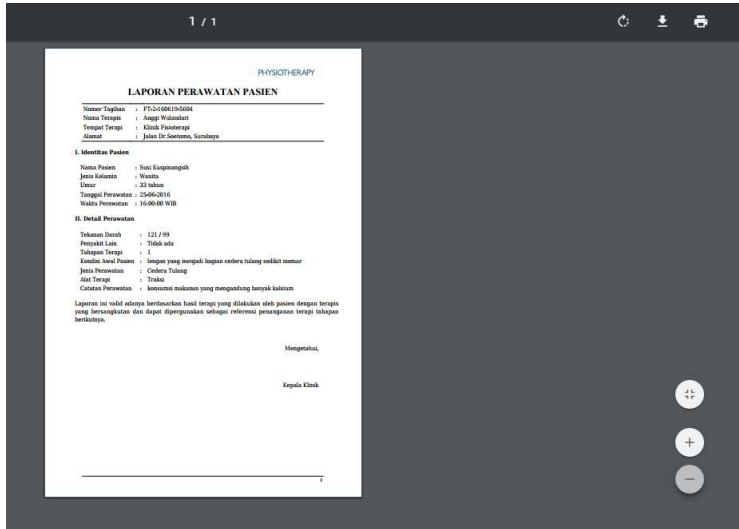 1 / 1
PHYSIOTHERAPY
LAPORAN PERAWATAN PASIEN
Nomor Tagihan : FT-2-160619-5604
Nama Terapis : Anggi Wulandari
Tempat Terapi : Klinik Fisioterapi
Alamat : Jalan Dr.Soetomo, Surabaya
I. Identitas Pasien
Nama Pasien : Susi Kuspinangsih
Jenis Kelamin : Wanita
Umur : 33 tahun
Tanggal Perawatan : 25-06-2016
Waktu Perawatan : 16:00:00 WIB
II. Detail Perawatan
Tekanan Darah : 121 / 99
Penyakit Lain : Tidak ada
Tahapan Terapi : 1
Kondisi Awal Pasien : lengan yang menjadi bagian cedera tulang sedikit memar
Jenis Perawatan : Cedera Tulang
Alat Terapi : Traksi
Catatan Perawatan : konsumsi makanan yang mengandung banyak kalsium
Laporan ini valid adanya berdasarkan hasil terapi yang dilakukan oleh pasien dengan terapis
yang bersangkutan dan dapat dipergunakan sebagai referensi penanganan terapi tahapan
berikutnya.
Mengetahui,
Kepala Klinik